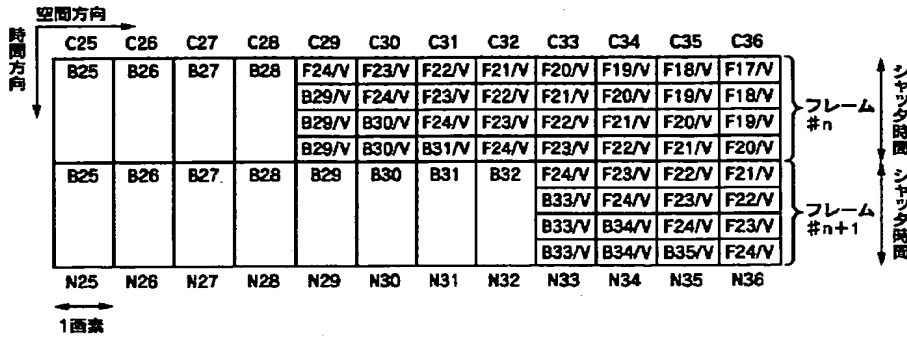 空間方向
時間方向
C25 C26 C27 C28 C29 C30 C31 C32 C33 C34 C35 C36
B25 B26 B27 B28 F24/V F23/V F22/V F21/V F20/V F19/V F18/V F17/V
B29/V F24/V F23/V F22/V F21/V F20/V F19/V F18/V
B29/V B30/V F24/V F23/V F22/V F21/V F20/V F19/V
B29/V B30/V B31/V F24/V F23/V F22/V F21/V F20/V
フレーム
#n
シャッタ時間
B25 B26 B27 B28 B29 B30 B31 B32 F24/V F23/V F22/V F21/V
B33/V F24/V F23/V F22/V
B33/V B34/V F24/V F23/V
B33/V B34/V B35/V F24/V
フレーム
#n+1
シャッタ時間
N25 N26 N27 N28 N29 N30 N31 N32 N33 N34 N35 N36
1画素